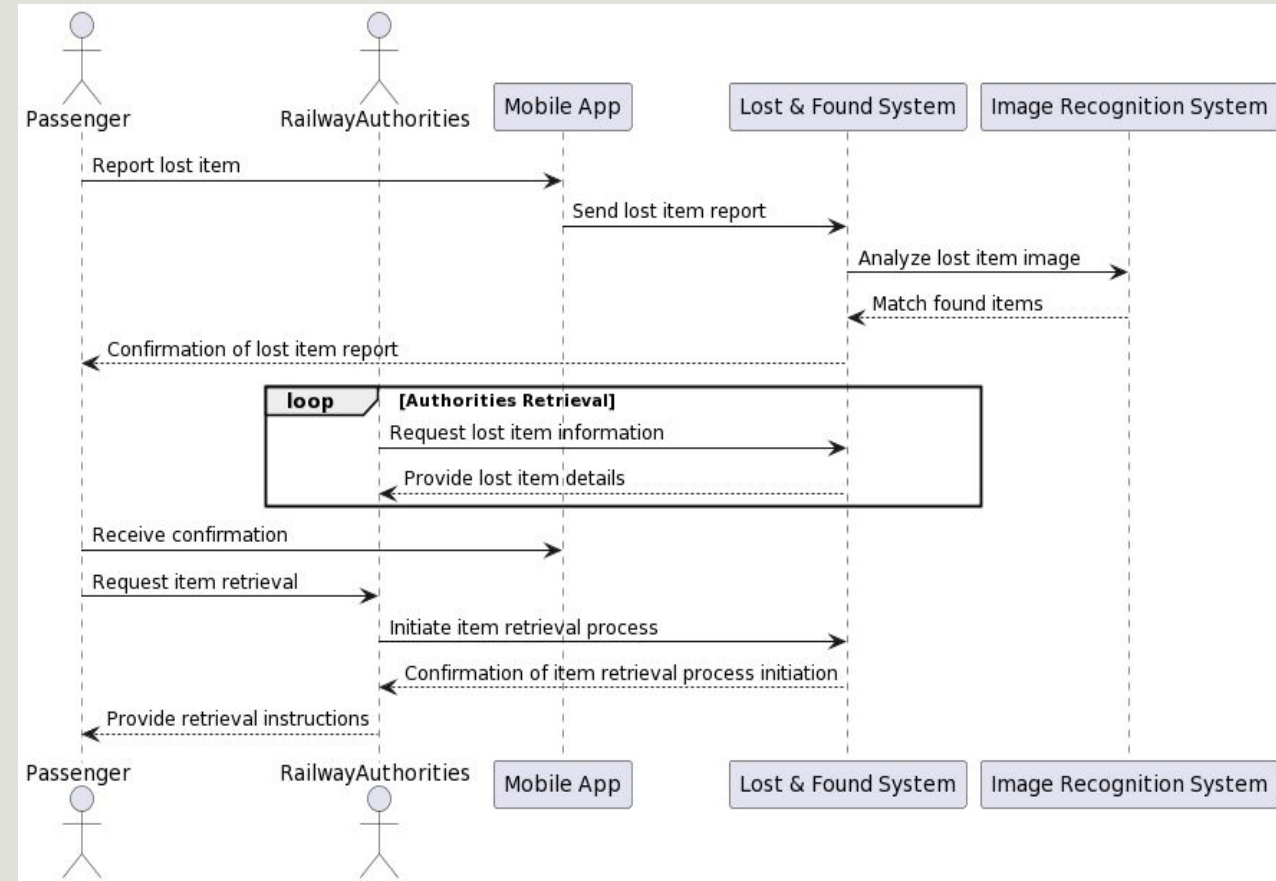 Passenger
RailwayAuthorities
Mobile App
Lost & Found System
Image Recognition System
Report lost item
Send lost item report
Analyze lost item image
Match found items
Confirmation of lost item report
loop [Authorities Retrieval]
Request lost item information
Provide lost item details
Receive confirmation
Request item retrieval
Initiate item retrieval process
Confirmation of item retrieval process initiation
Provide retrieval instructions
Passenger
RailwayAuthorities
Mobile App
Lost & Found System
Image Recognition System